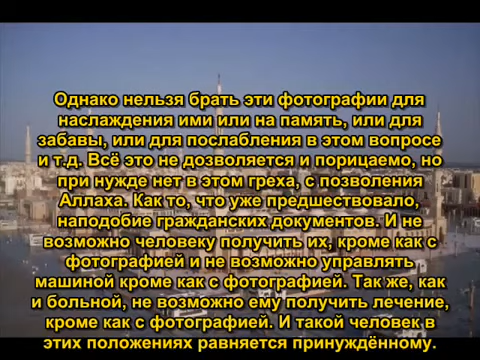 Однако нельзя брать эти фотографии для
наслаждения ими или на память, или для
забавы, или для послабления в этом вопросе
и т.д. Всё это не дозволяется и порицаемо, но
при нужде нет в этом греха, с позволения
Аллаха. Как то, что уже предшествовало,
наподобие гражданских документов. И не
возможно человеку получить их, кроме как с
фотографией и не возможно управлять
машиной кроме как с фотографией. Так же, как
и больной, не возможно ему получить лечение,
кроме как с фотографией. И такой человек в
этих положениях равняется принуждённому.